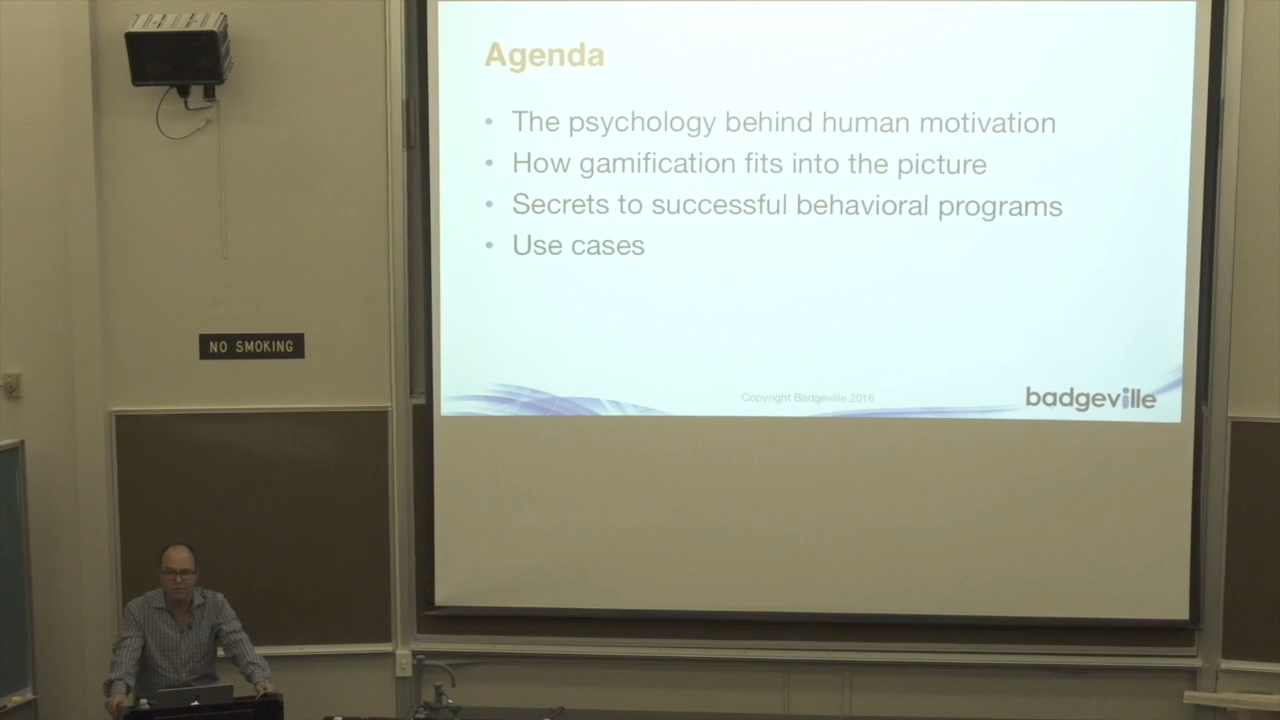 Agenda
• The psychology behind human motivation
• How gamification fits into the picture
• Secrets to successful behavioral programs
• Use cases
NO SMOKING
Copyright Badgeville 2016
badgeville